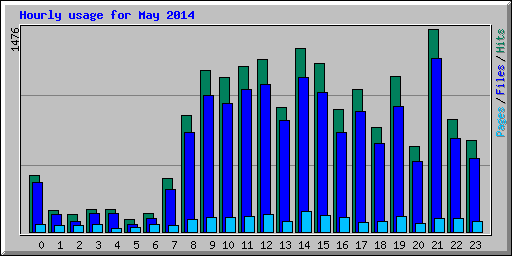 Hourly usage for May 2014
1476
Pages / Files / Hits
0 1 2 3 4 5 6 7 8 9 10 11 12 13 14 15 16 17 18 19 20 21 22 23